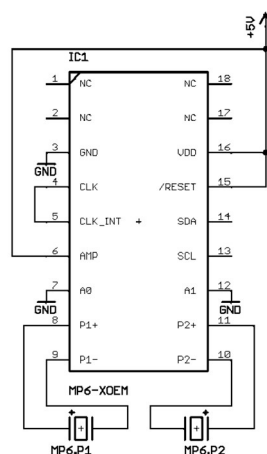 +5V
IC1
1 NC NC 18
2 NC NC 17
3 GND VDD 16
GND
4 CLK /RESET 15
5 CLK_INT + SDA 14
6 AMP SCL 13
7 A0 A1 12
GND GND
8 P1+ P2+ 11
9 P1- P2- 10
MP6-XOEM
+ +
+ +
MP6.P1 MP6.P2